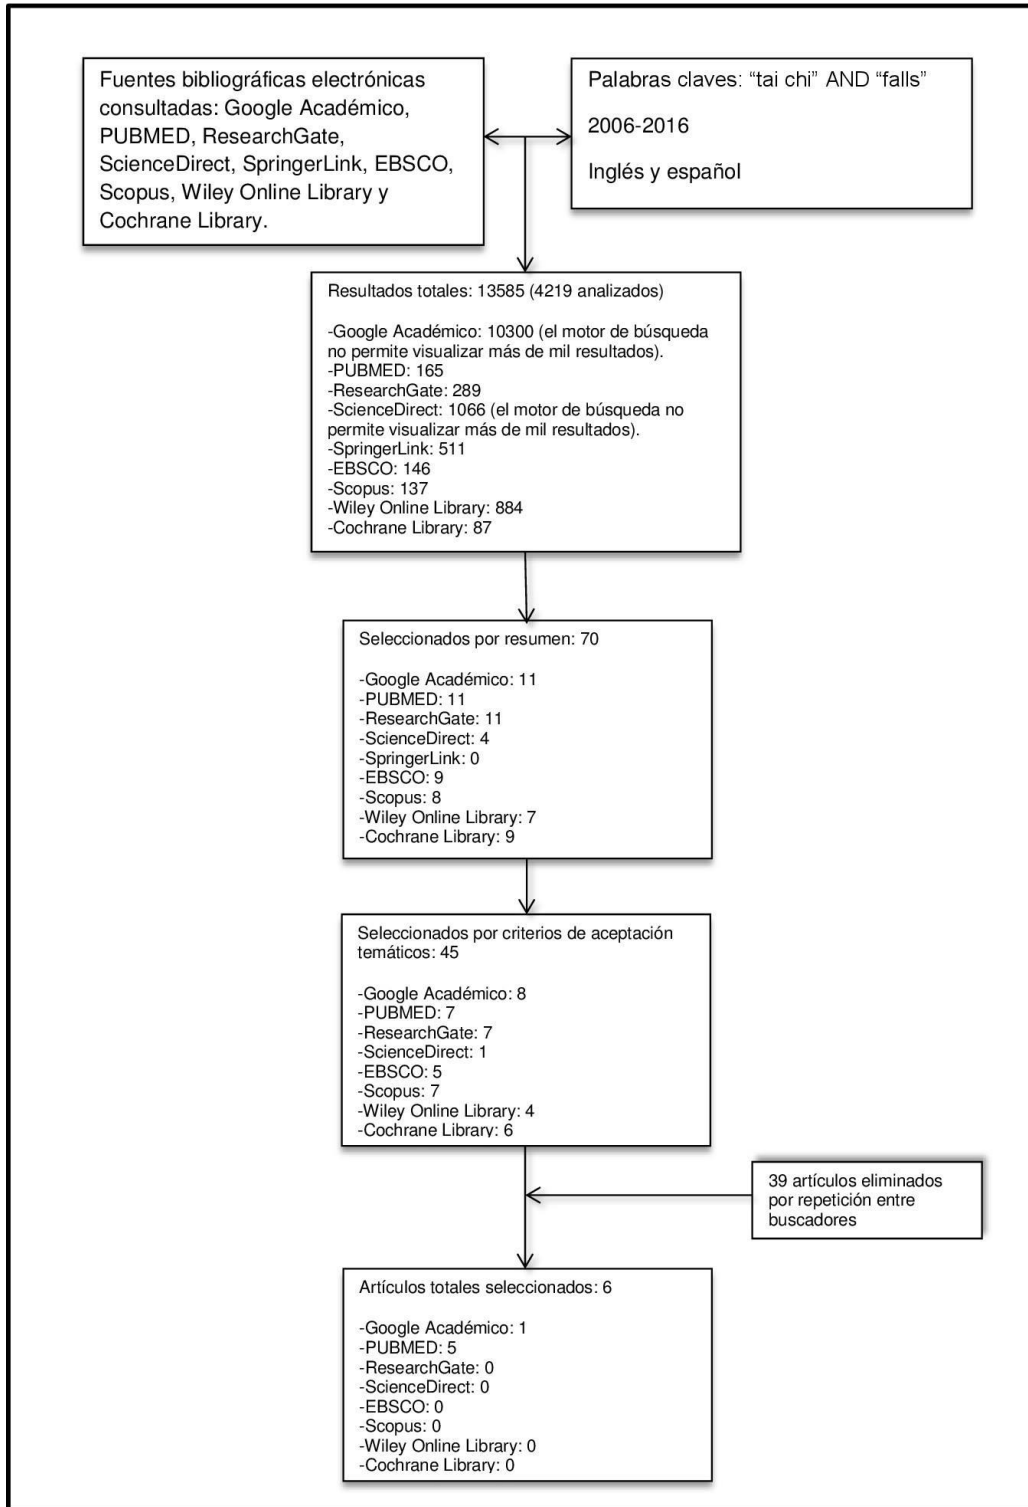 Fuentes bibliográficas electrónicas
consultadas: Google Académico,
PUBMED, ResearchGate,
ScienceDirect, SpringerLink, EBSCO,
Scopus, Wiley Online Library y
Cochrane Library.
Palabras claves: “tai chi” AND “falls”
2006-2016
Inglés y español
Resultados totales: 13585 (4219 analizados)
-Google Académico: 10300 (el motor de búsqueda
no permite visualizar más de mil resultados).
-PUBMED: 165
-ResearchGate: 289
-ScienceDirect: 1066 (el motor de búsqueda no
permite visualizar más de mil resultados).
-SpringerLink: 511
-EBSCO: 146
-Scopus: 137
-Wiley Online Library: 884
-Cochrane Library: 87
Seleccionados por resumen: 70
-Google Académico: 11
-PUBMED: 11
-ResearchGate: 11
-ScienceDirect: 4
-SpringerLink: 0
-EBSCO: 9
-Scopus: 8
-Wiley Online Library: 7
-Cochrane Library: 9
Seleccionados por criterios de aceptación
temáticos: 45
-Google Académico: 8
-PUBMED: 7
-ResearchGate: 7
-ScienceDirect: 1
-EBSCO: 5
-Scopus: 7
-Wiley Online Library: 4
-Cochrane Library: 6
39 artículos eliminados
por repetición entre
buscadores
Artículos totales seleccionados: 6
-Google Académico: 1
-PUBMED: 5
-ResearchGate: 0
-ScienceDirect: 0
-EBSCO: 0
-Scopus: 0
-Wiley Online Library: 0
-Cochrane Library: 0